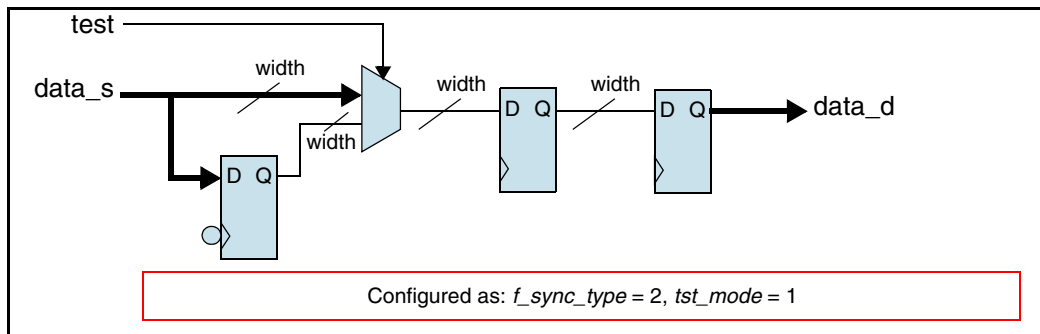 test
data_s
width
width
width
width
data_d
D Q
D Q
D Q
Configured as: f_sync_type = 2, tst_mode = 1